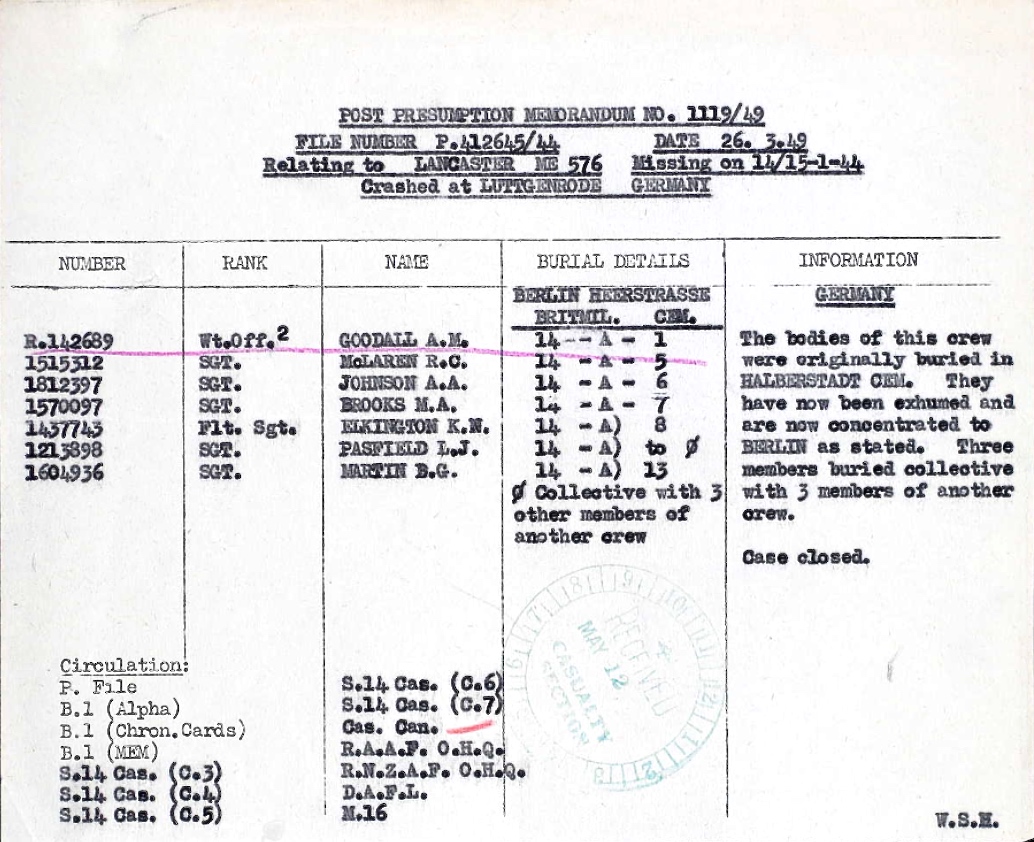 POST PRESUMPTION MEMORANDUM NO. 1119/49
FILE NUMBER P.412645/44 DATE 26. 3.49
Relating to LANCASTER ME 576 Missing on 14/15-1-44
Crashed at LUTTGENRODE GERMANY
NUMBER RANK NAME BURIAL DETAILS INFORMATION
BERLIN HEERSTRASSE GERMANY
BRITMIL. CEM.
R.142689 Wt.Off.2 GOODALL A.M. 14 -- A - 1 The bodies of this crew
1515312 SGT. McLAREN R.C. 14 - A - 5 were originally buried in
1812397 SGT. JOHNSON A.A. 14 - A - 6 HALBERSTADT CEM. They
1570097 SGT. BROOKS M.A. 14 - A - 7 have now been exhumed and
1437743 Flt. Sgt. ELKINGTON K.N. 14 - A) 8 are now concentrated to
1213898 SGT. PASFIELD L.J. 14 - A) to Ø BERLIN as stated. Three
1604936 SGT. MARTIN B.G. 14 - A) 13 members buried collective
Ø Collective with 3 with 3 members of another
other members of crew.
another crew
Case closed.
RECEIVED
MAY 12
CASUALTY
SECTION
Circulation:
P. File S.14 Cas. (C.6)
B.1 (Alpha) S.14 Cas. (C.7)
B.1 (Chron.Cards) Cas. Can.
B.1 (MEM) R.A.A.F. O.H.Q.
S.14 Cas. (C.3) R.N.Z.A.F. O.H.Q.
S.14 Cas. (C.4) D.A.F.L.
S.14 Cas. (C.5) M.16
W.S.H.